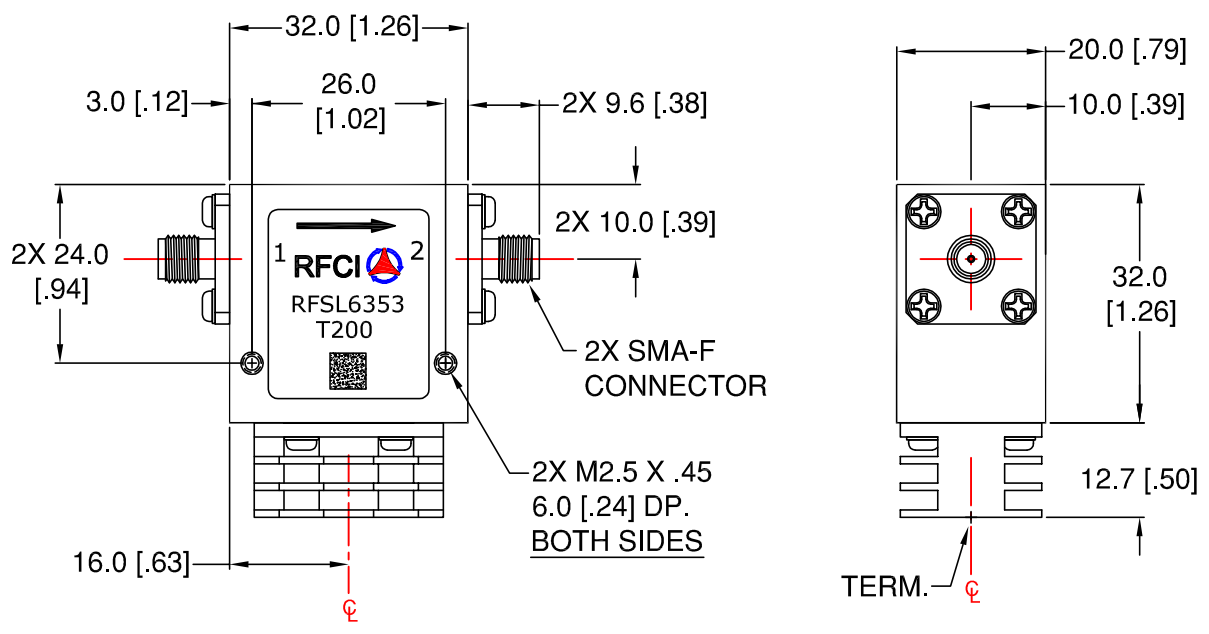 32.0 [1.26]
3.0 [.12]
26.0
[1.02]
2X 9.6 [.38]
2X 24.0
[.94]
2X 10.0 [.39]
1
2
RFCI
RFSL6353
T200
2X SMA-F
CONNECTOR
2X M2.5 X .45
6.0 [.24] DP.
BOTH SIDES
16.0 [.63]
℄
20.0 [.79]
10.0 [.39]
32.0
[1.26]
12.7 [.50]
TERM.
℄